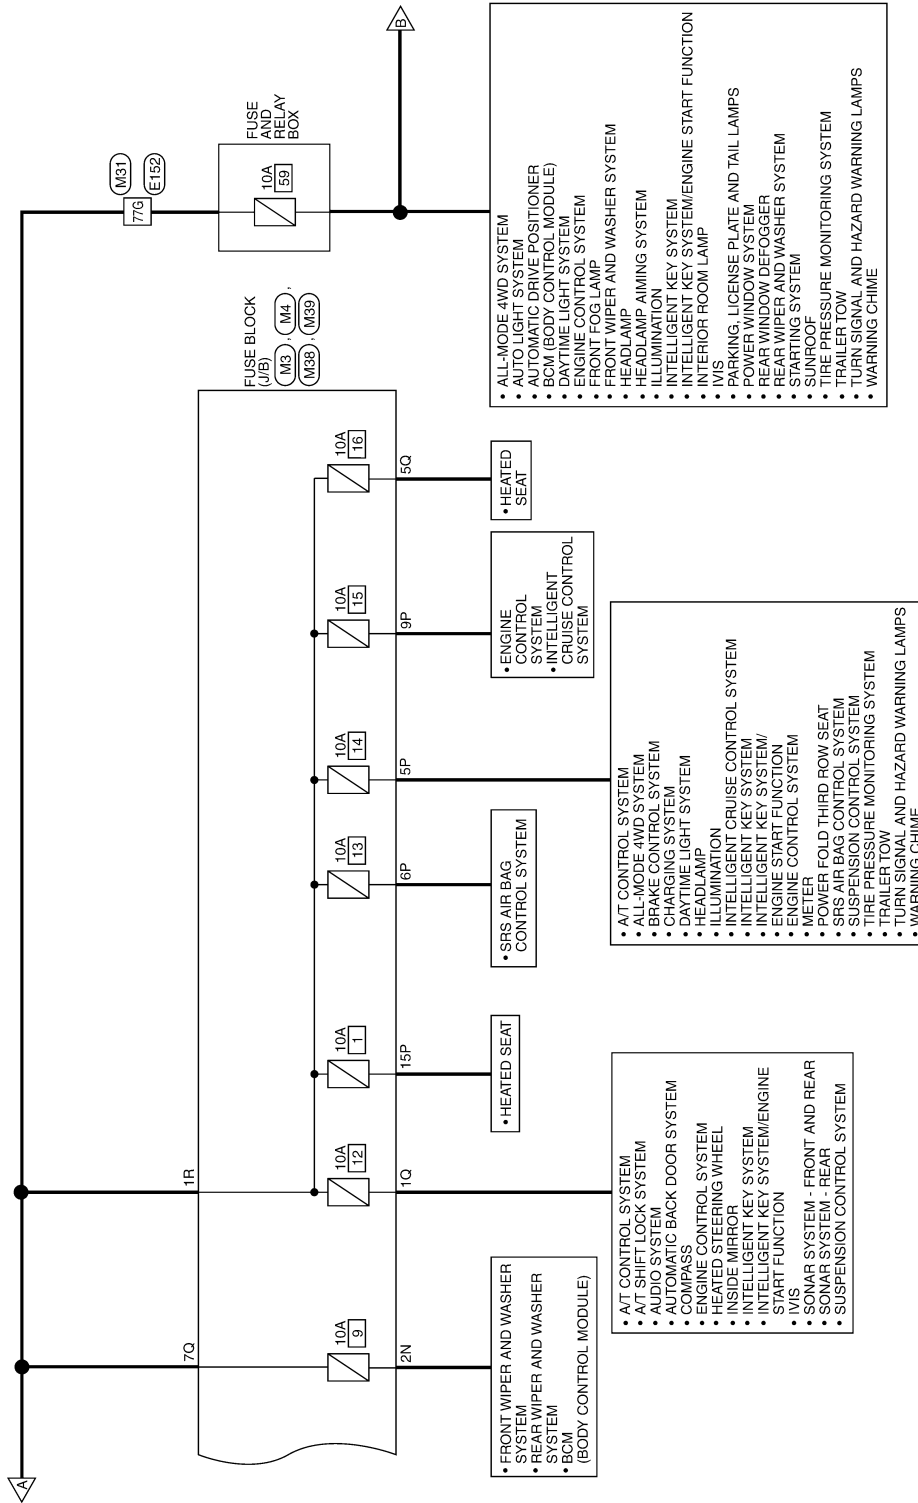 A
7Q
1R
77G
M31
E152
FUSE
AND
RELAY
BOX
10A
59
B
FUSE BLOCK
(J/B)
M3 , M4 ,
M38 , M39
10A
9
2N
10A
12
1Q
10A
1
15P
10A
13
6P
10A
14
5P
10A
15
9P
10A
16
5Q
• FRONT WIPER AND WASHER
SYSTEM
• REAR WIPER AND WASHER
SYSTEM
• BCM
(BODY CONTROL MODULE)
• A/T CONTROL SYSTEM
• A/T SHIFT LOCK SYSTEM
• AUDIO SYSTEM
• AUTOMATIC BACK DOOR SYSTEM
• COMPASS
• ENGINE CONTROL SYSTEM
• HEATED STEERING WHEEL
• INSIDE MIRROR
• INTELLIGENT KEY SYSTEM
• INTELLIGENT KEY SYSTEM/ENGINE
START FUNCTION
• IVIS
• SONAR SYSTEM - FRONT AND REAR
• SONAR SYSTEM - REAR
• SUSPENSION CONTROL SYSTEM
• HEATED SEAT
• SRS AIR BAG
CONTROL SYSTEM
• A/T CONTROL SYSTEM
• ALL-MODE 4WD SYSTEM
• BRAKE CONTROL SYSTEM
• CHARGING SYSTEM
• DAYTIME LIGHT SYSTEM
• HEADLAMP
• ILLUMINATION
• INTELLIGENT CRUISE CONTROL SYSTEM
• INTELLIGENT KEY SYSTEM
• INTELLIGENT KEY SYSTEM/
• ENGINE START FUNCTION
• ENGINE CONTROL SYSTEM
• METER
• POWER FOLD THIRD ROW SEAT
• SRS AIR BAG CONTROL SYSTEM
• SUSPENSION CONTROL SYSTEM
• TIRE PRESSURE MONITORING SYSTEM
• TRAILER TOW
• TURN SIGNAL AND HAZARD WARNING LAMPS
• WARNING CHIME
• ENGINE
CONTROL
SYSTEM
• INTELLIGENT
CRUISE CONTROL
SYSTEM
• HEATED
SEAT
• ALL-MODE 4WD SYSTEM
• AUTO LIGHT SYSTEM
• AUTOMATIC DRIVE POSITIONER
• BCM (BODY CONTROL MODULE)
• DAYTIME LIGHT SYSTEM
• ENGINE CONTROL SYSTEM
• FRONT FOG LAMP
• FRONT WIPER AND WASHER SYSTEM
• HEADLAMP
• HEADLAMP AIMING SYSTEM
• ILLUMINATION
• INTELLIGENT KEY SYSTEM
• INTELLIGENT KEY SYSTEM/ENGINE START FUNCTION
• INTERIOR ROOM LAMP
• IVIS
• PARKING, LICENSE PLATE AND TAIL LAMPS
• POWER WINDOW SYSTEM
• REAR WINDOW DEFOGGER
• REAR WIPER AND WASHER SYSTEM
• STARTING SYSTEM
• SUNROOF
• TIRE PRESSURE MONITORING SYSTEM
• TRAILER TOW
• TURN SIGNAL AND HAZARD WARNING LAMPS
• WARNING CHIME